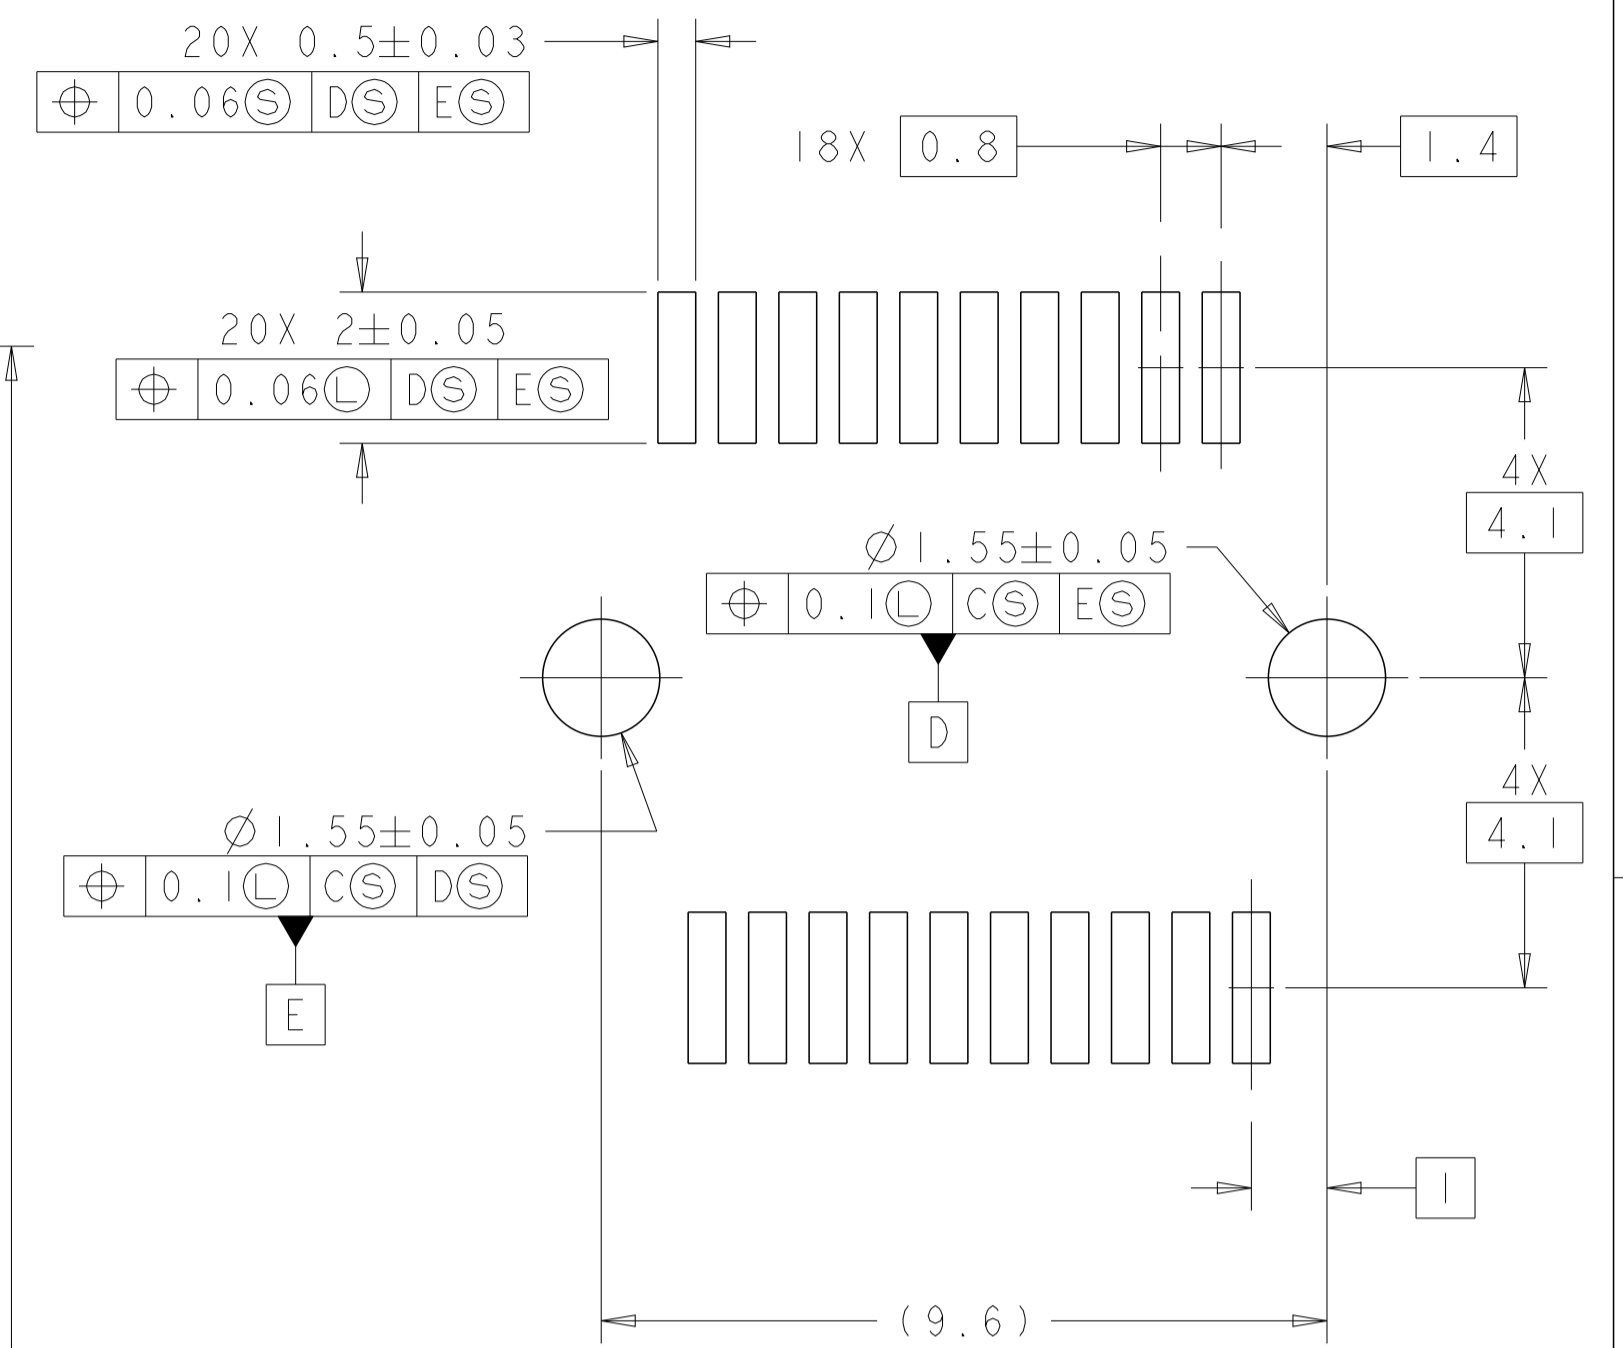 20X 0.5±0.03
⌖ 0.06Ⓢ DⓈ EⓈ
18X 0.8
1.4
20X 2±0.05
⌖ 0.06Ⓛ DⓈ EⓈ
4X
4.1
Ø1.55±0.05
⌖ 0.1Ⓛ CⓈ EⓈ
D
4X
4.1
Ø1.55±0.05
⌖ 0.1Ⓛ CⓈ DⓈ
E
1
(9.6)